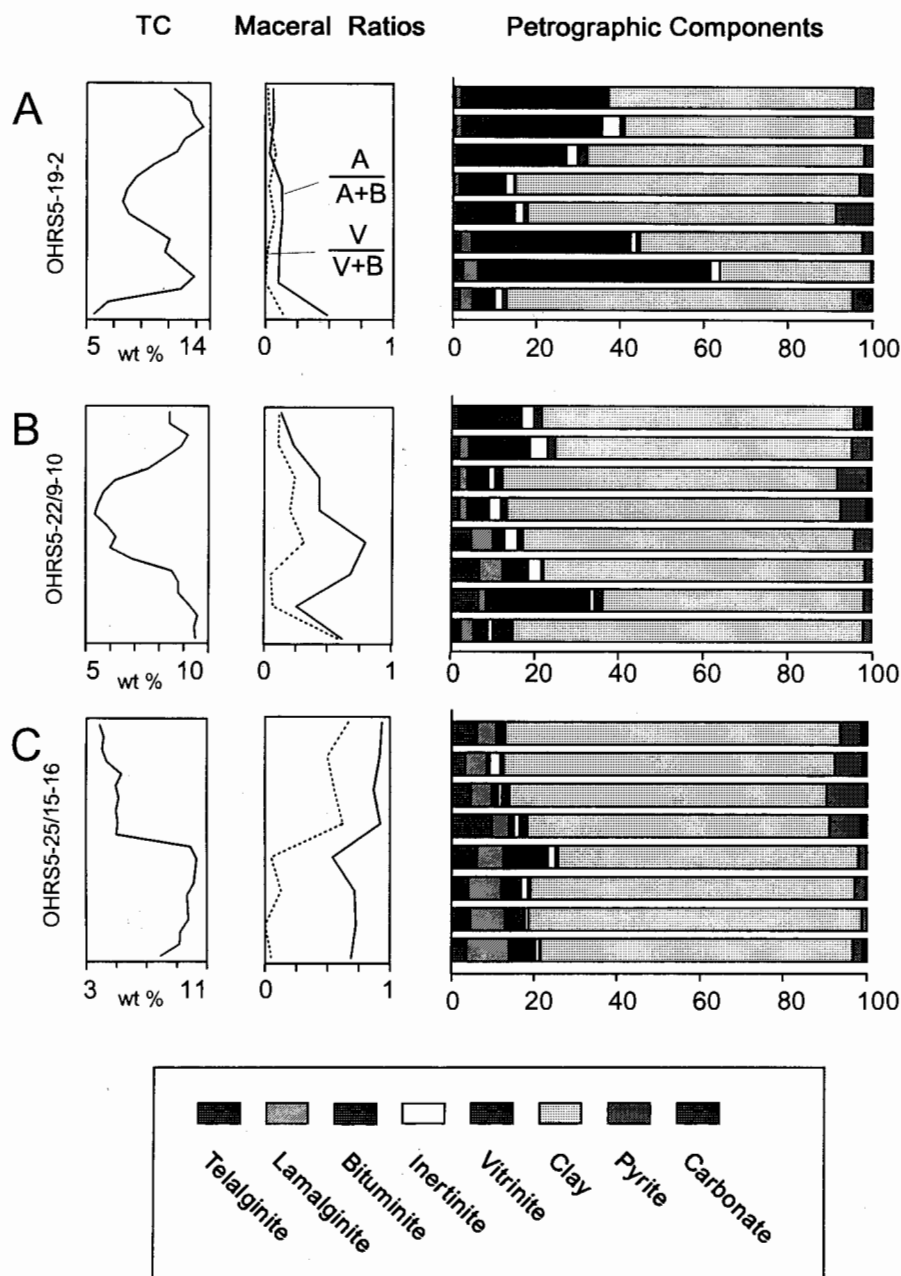 TC Maceral Ratios Petrographic Components
A
OHRS5-19-2
A
A+B
V
V+B
5 14
wt %
0 1
0 20 40 60 80 100
B
OHRS5-22/9-10
5 10
wt %
0 1
0 20 40 60 80 100
C
OHRS5-25/15-16
3 11
wt %
0 1
0 20 40 60 80 100
Telalginite
Lamalginite
Bituminite
Inertinite
Vitrinite
Clay
Pyrite
Carbonate